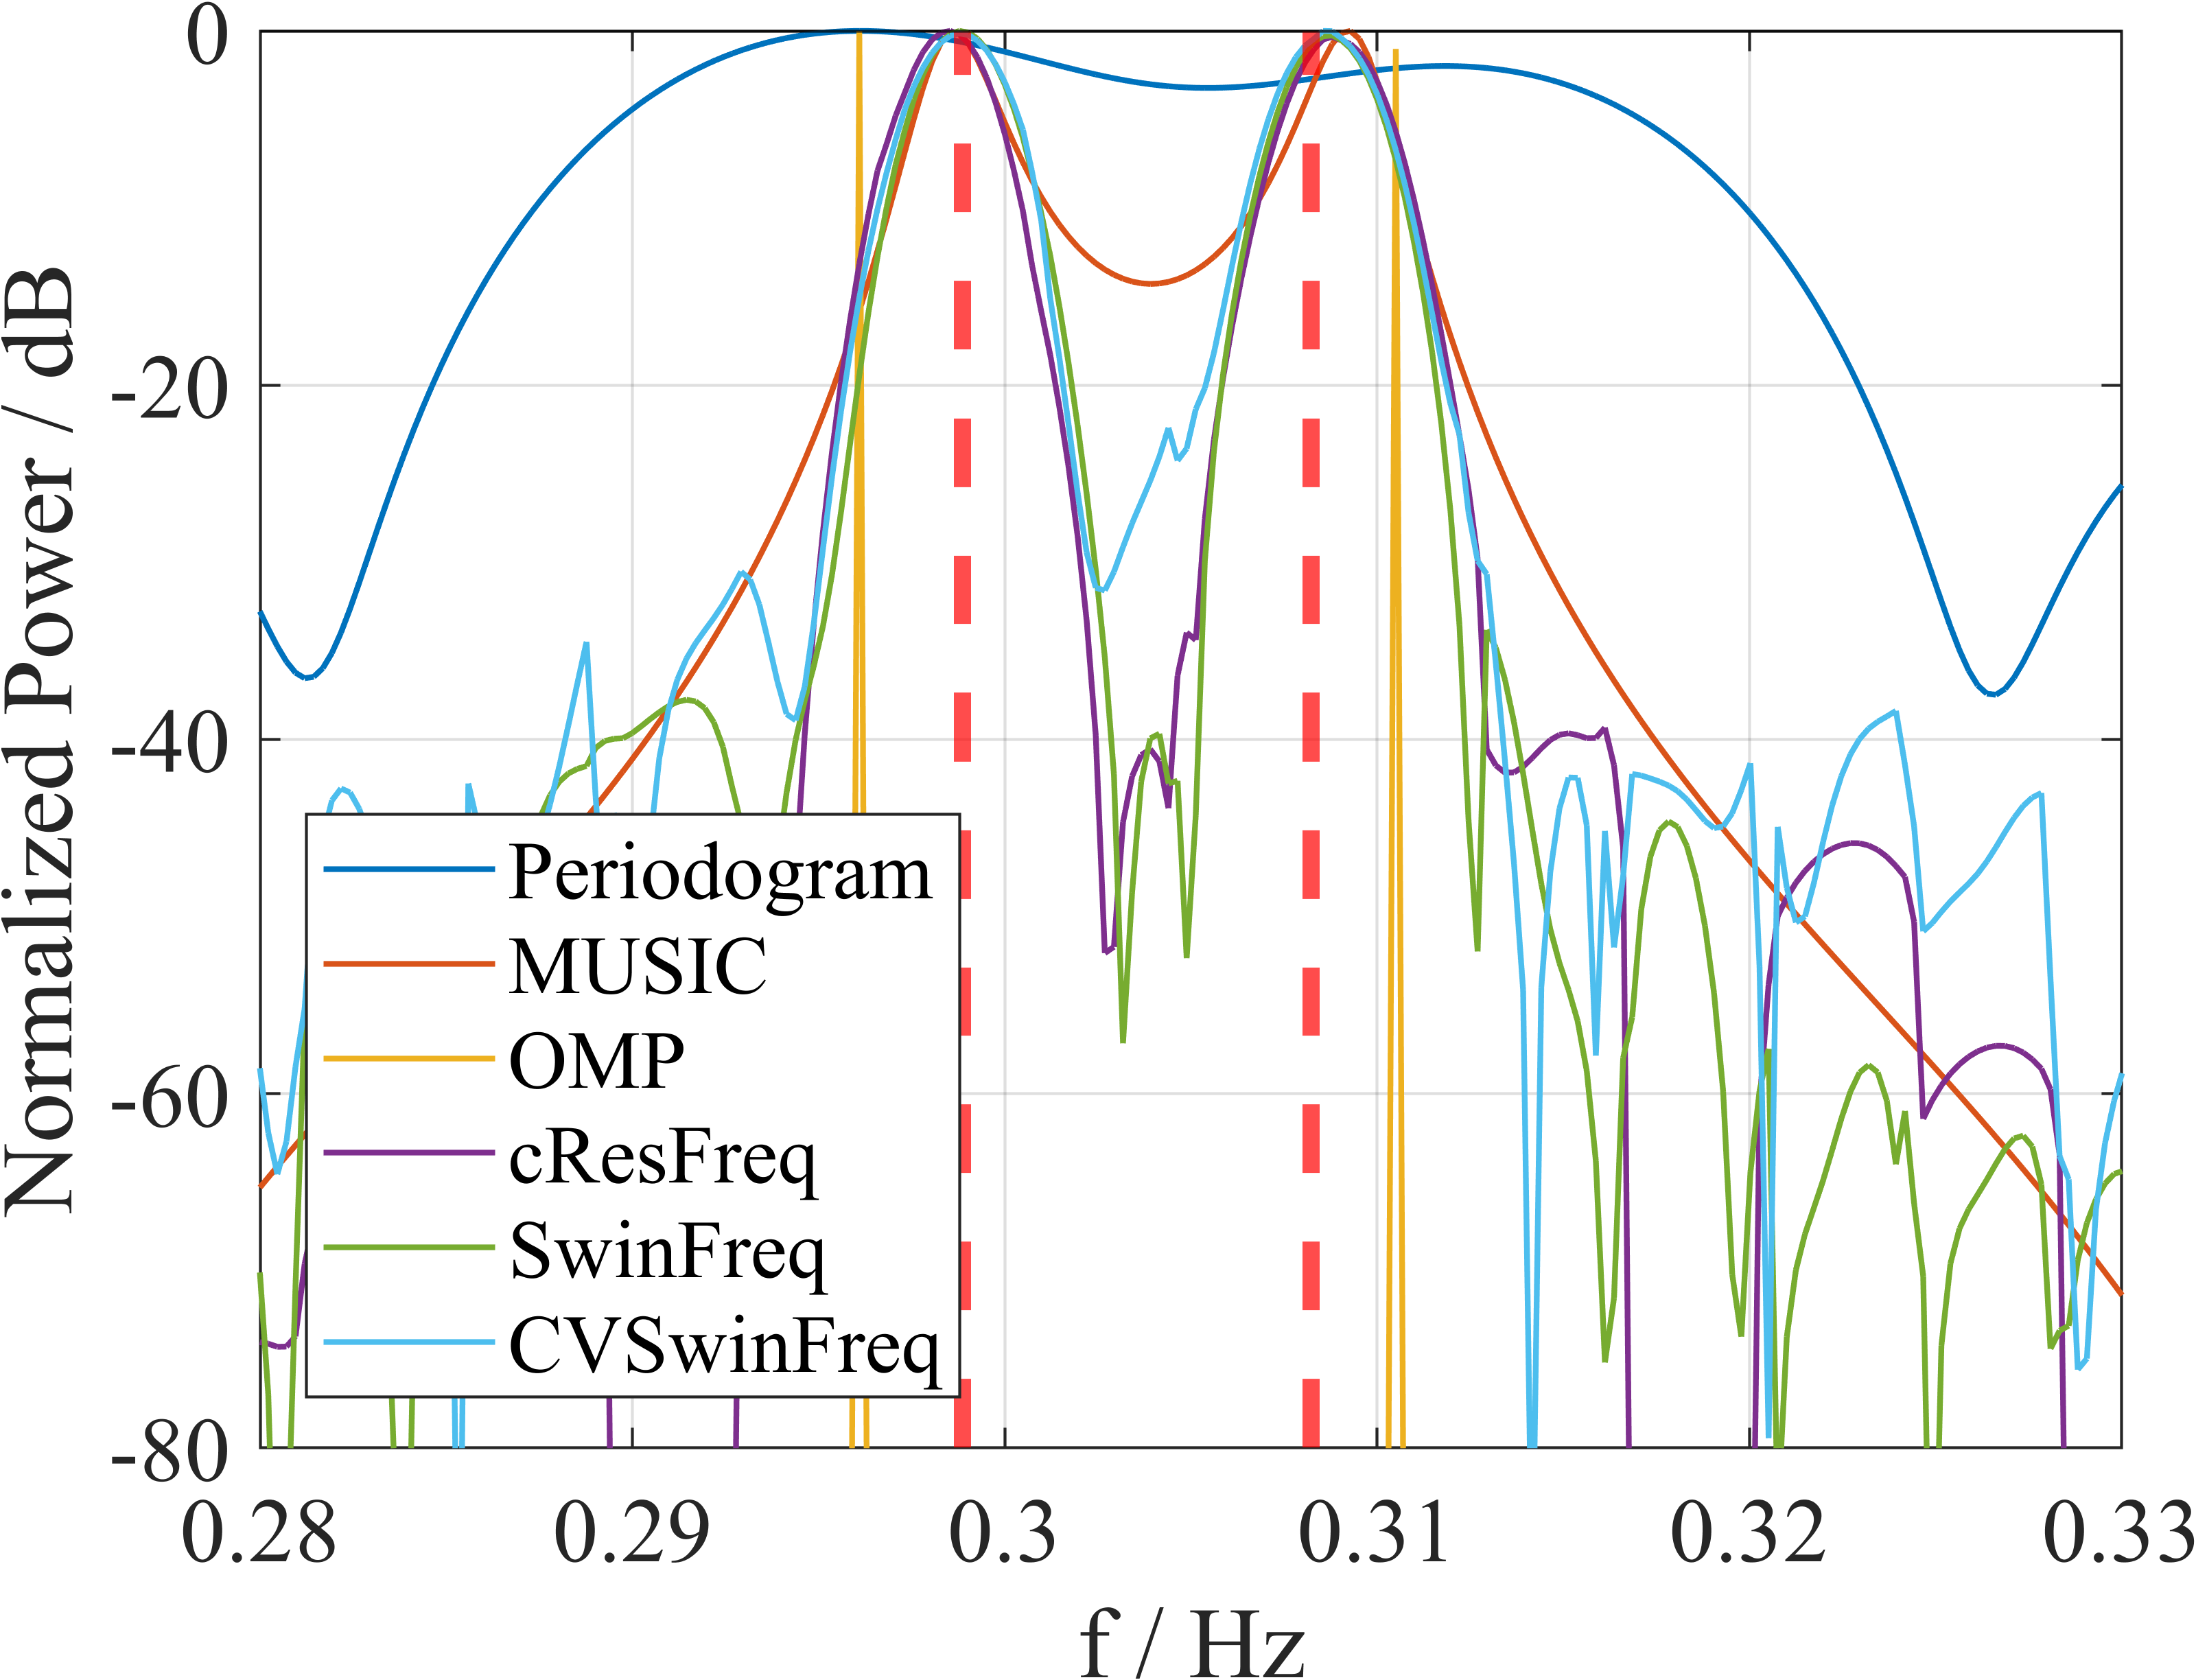 Normalized Power / dB
0
-20
-40
-60
-80
Periodogram
MUSIC
OMP
cResFreq
SwinFreq
CVSwinFreq
0.28 0.29 0.3 0.31 0.32 0.33
f / Hz